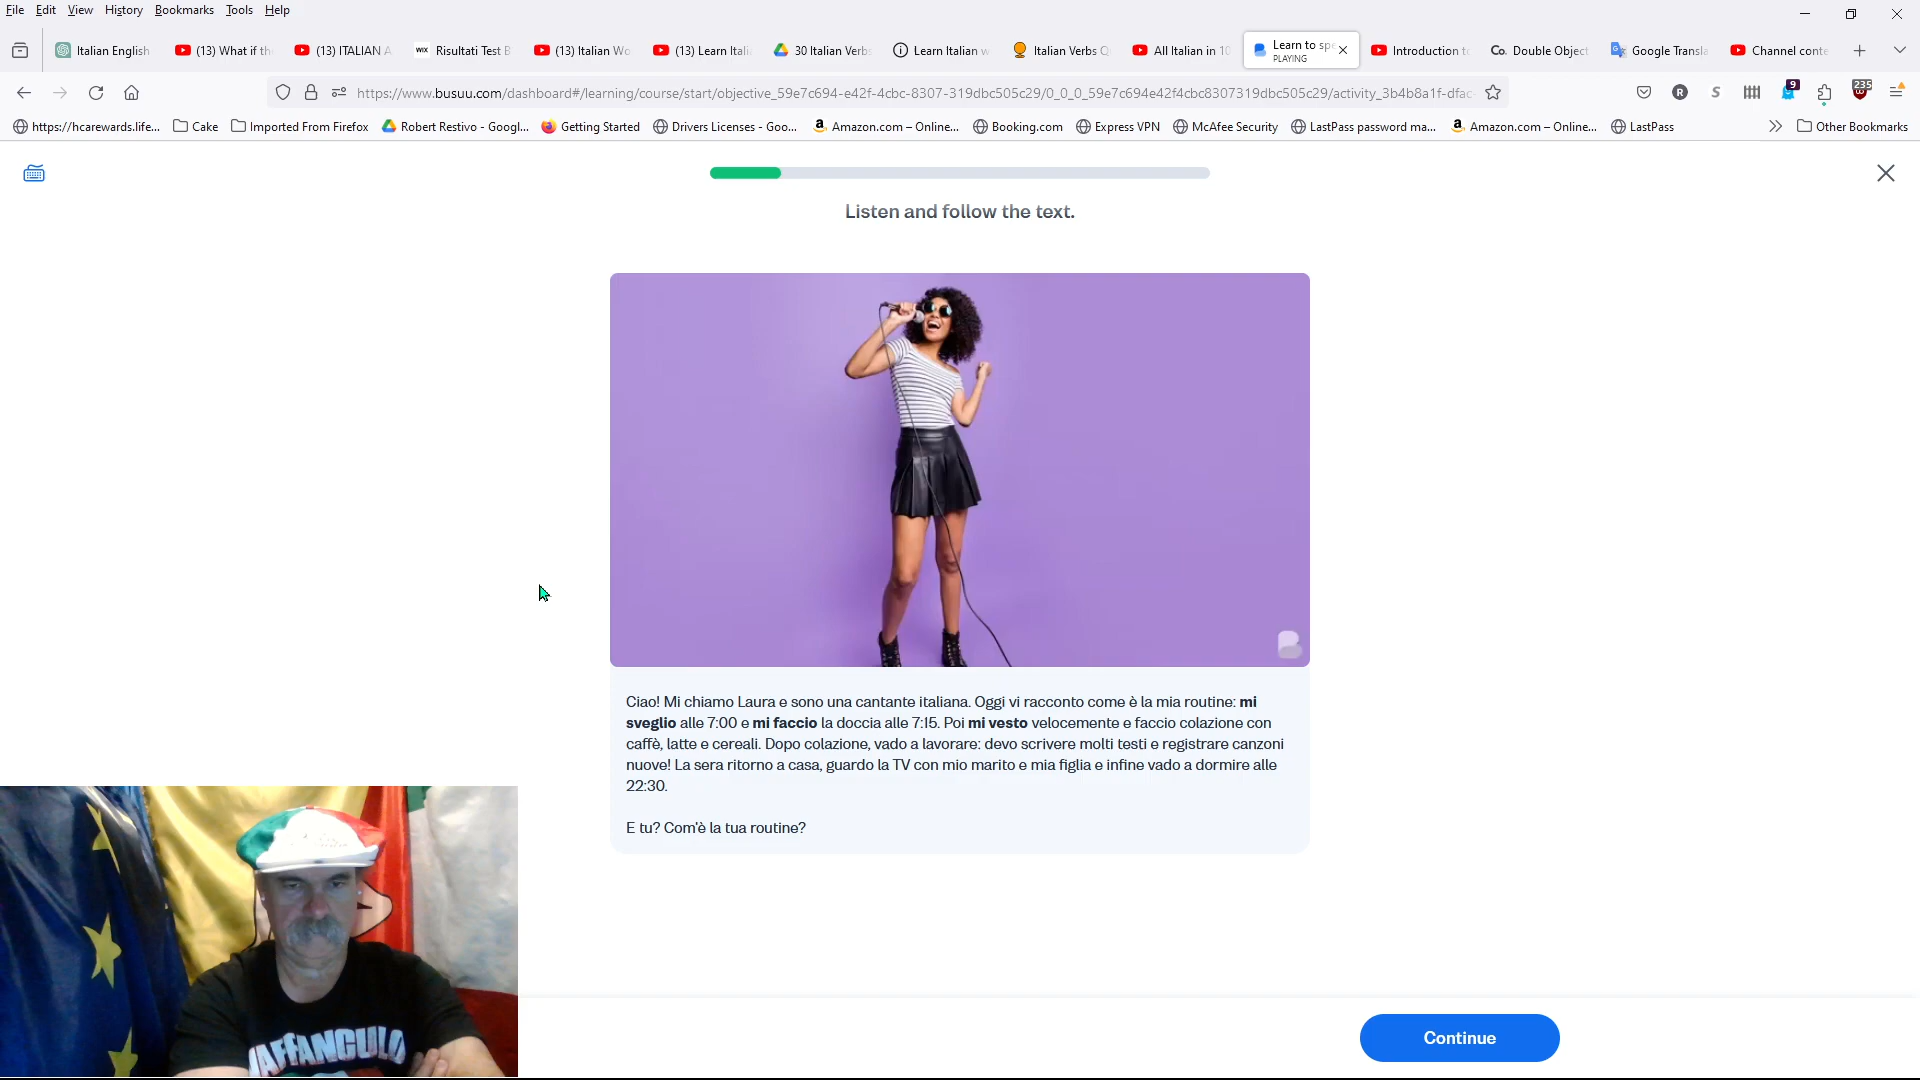 File Edit View History Bookmarks Tools Help
Italian English
(13) What if th
(13) ITALIAN A
WIX Risultati Test B
(13) Italian Wo
(13) Learn Itali
30 Italian Verbs
Learn Italian w
Italian Verbs Q
All Italian in 10
Learn to spe
PLAYING
Introduction to
Co. Double Object
Google Transla
Channel conte
https://www.busuu.com/dashboard#/learning/course/start/objective_59e7c694-e42f-4cbc-8307-319dbc505c29/0_0_0_59e7c694e42f4cbc8307319dbc505c29/activity_3b4b8a1f-dfac
R
S
9
235
https://hcarewards.life... Cake Imported From Firefox Robert Restivo - Googl... Getting Started Drivers Licenses - Goo... Amazon.com – Online... Booking.com Express VPN McAfee Security LastPass password ma... Amazon.com – Online... LastPass Other Bookmarks
Listen and follow the text.
Ciao! Mi chiamo Laura e sono una cantante italiana. Oggi vi racconto come è la mia routine: mi
sveglio alle 7:00 e mi faccio la doccia alle 7:15. Poi mi vesto velocemente e faccio colazione con
caffè, latte e cereali. Dopo colazione, vado a lavorare: devo scrivere molti testi e registrare canzoni
nuove! La sera ritorno a casa, guardo la TV con mio marito e mia figlia e infine vado a dormire alle
22:30.
E tu? Com'è la tua routine?
Continue